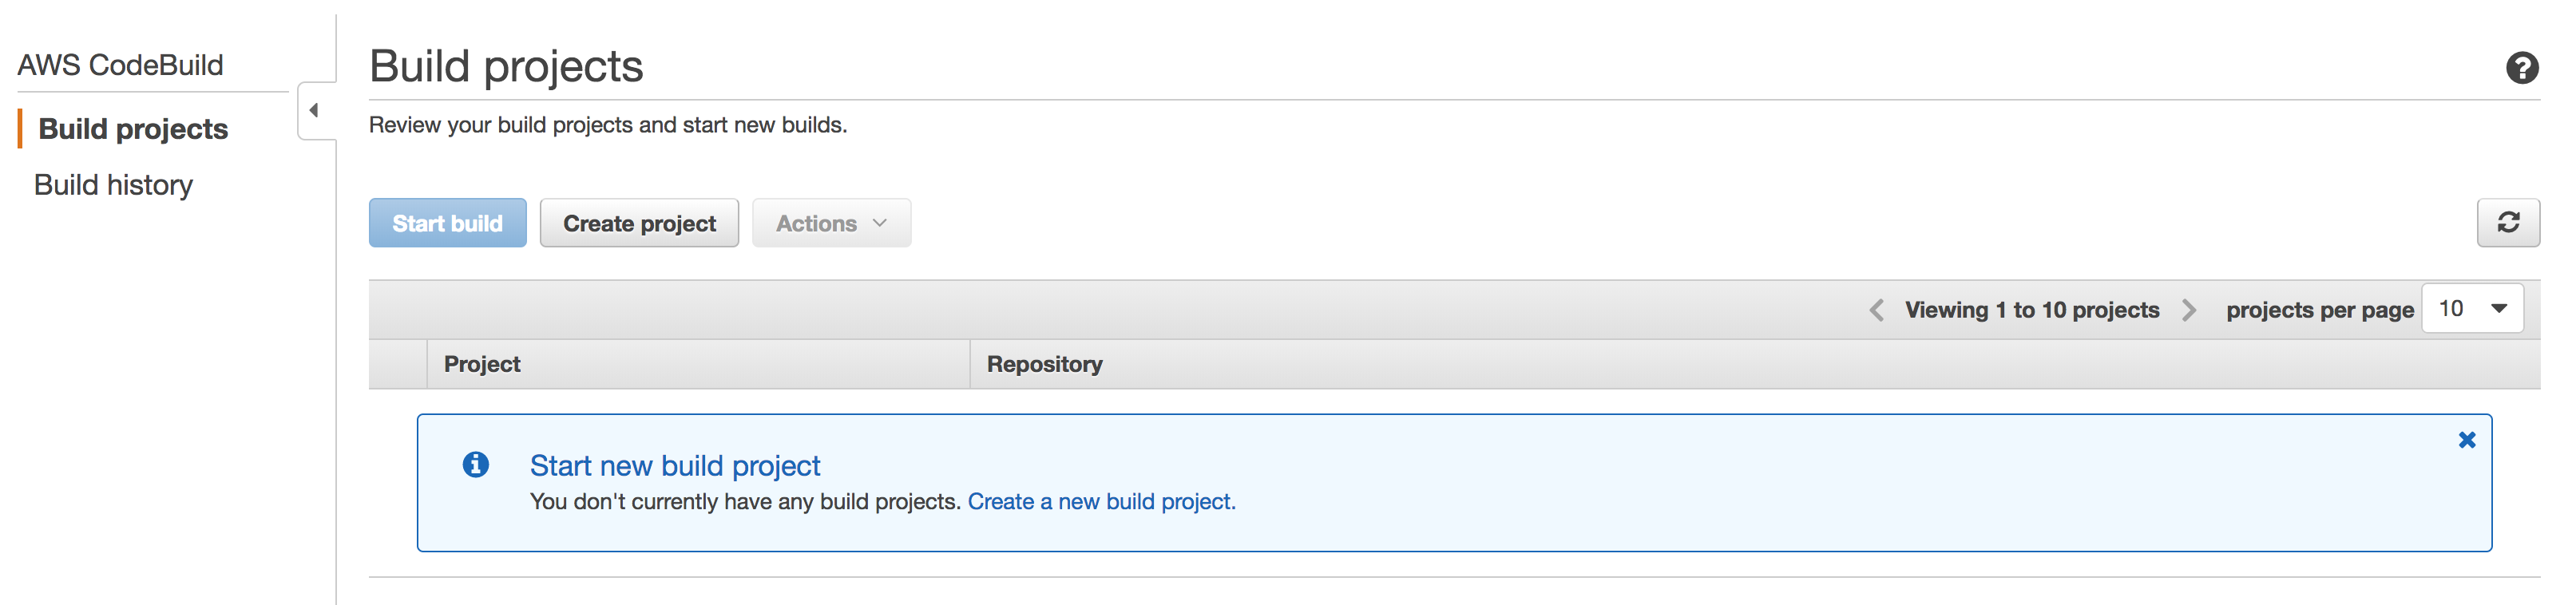 AWS CodeBuild
Build projects
Build history
Build projects
Review your build projects and start new builds.
Start build
Create project
Actions
Viewing 1 to 10 projects
projects per page
10
Project
Repository
Start new build project
You don't currently have any build projects. Create a new build project.